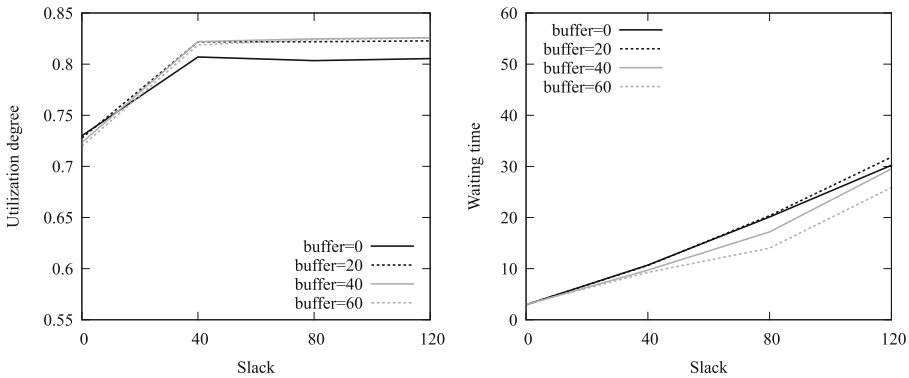 0.85
0.8
0.75
0.7
0.65
0.6
0.55
Utilization degree
buffer=0
buffer=20
buffer=40
buffer=60
0 40 80 120
Slack
60
50
40
30
20
10
0
Waiting time
buffer=0
buffer=20
buffer=40
buffer=60
0 40 80 120
Slack